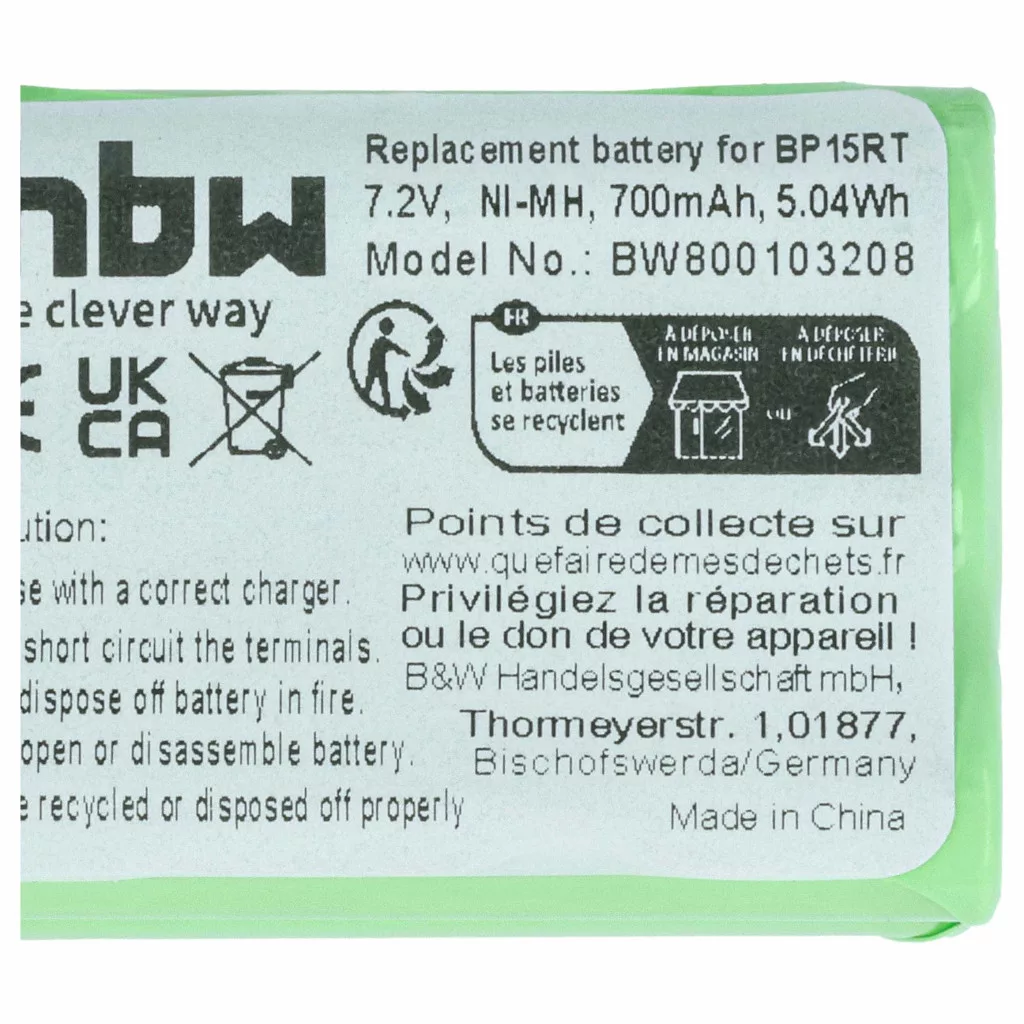 nbw
e clever way
Replacement battery for BP15RT
7.2V, NI-MH, 700mAh, 5.04Wh
Model No.: BW800103208
UK
CA
FR
Les piles
et batteries
se recyclent
À DÉPOSER
EN MAGASIN
OU
À DÉPOSER
EN DÉCHÈTERIE
ution:
se with a correct charger.
short circuit the terminals.
dispose off battery in fire.
open or disassemble battery.
e recycled or disposed off properly
Points de collecte sur
www.quefairedemesdechets.fr
Privilégiez la réparation
ou le don de votre appareil !
B&W Handelsgesellschaft mbH,
Thormeyerstr. 1,01877,
Bischofswerda/Germany
Made in China